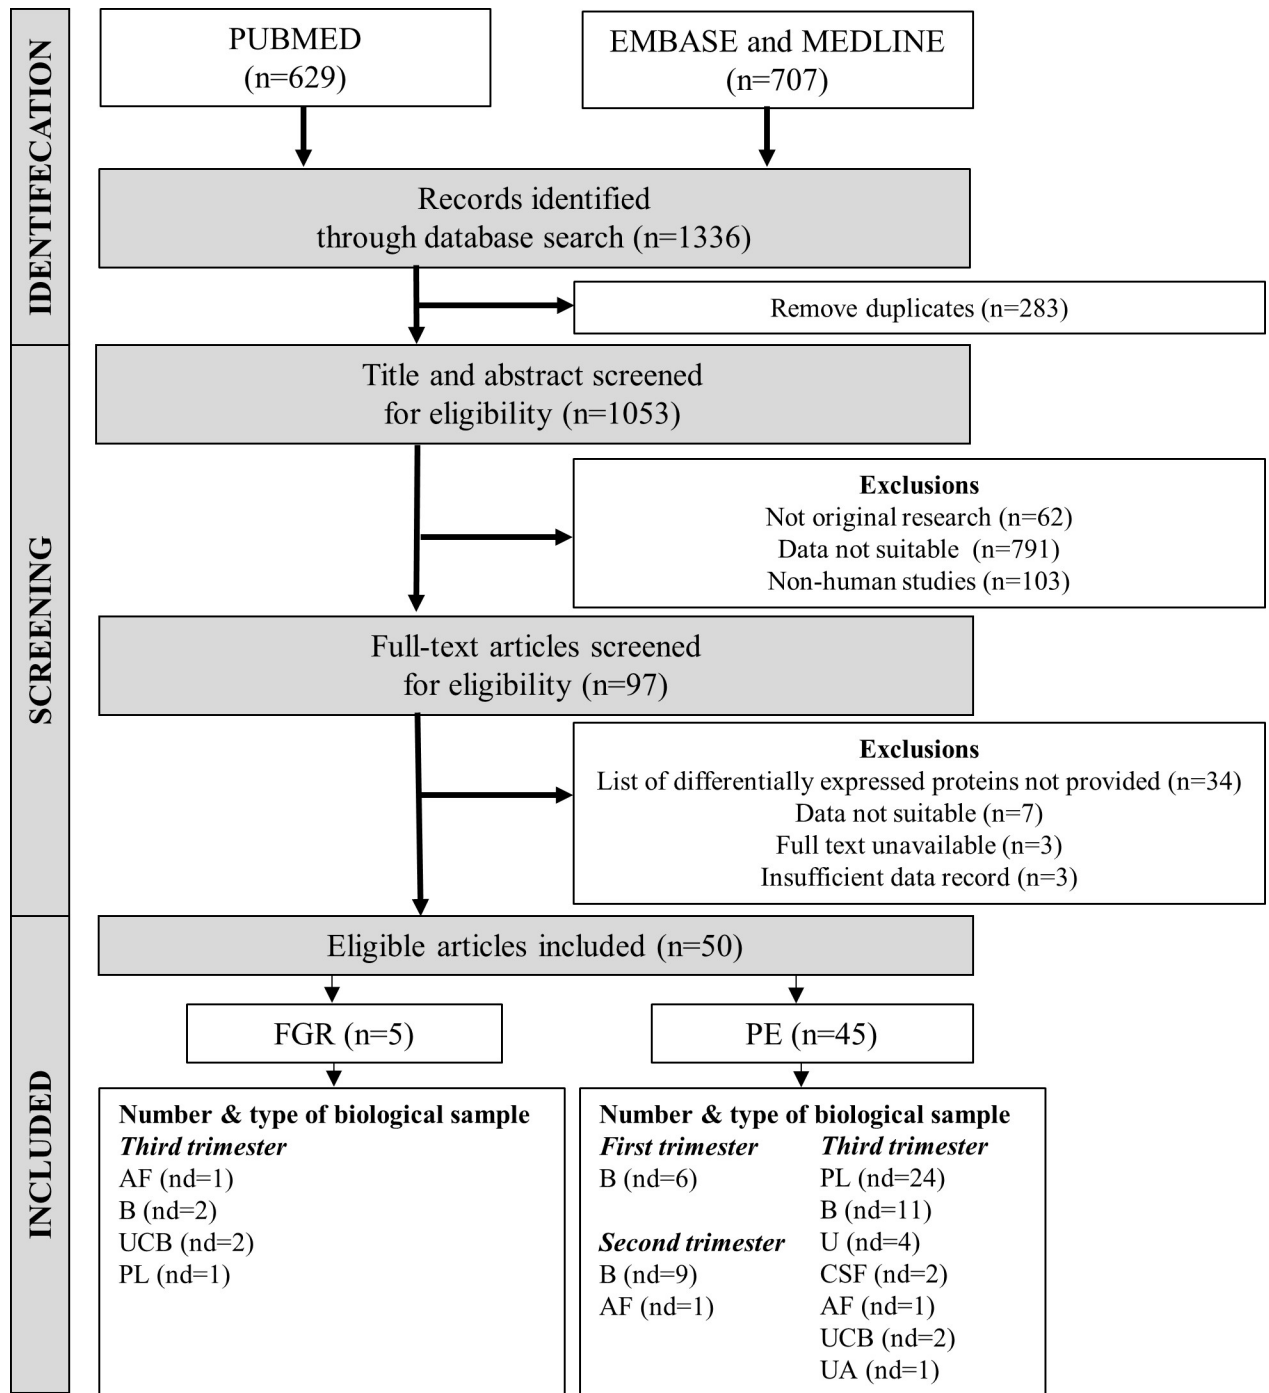 IDENTIFECATION
PUBMED
(n=629)
EMBASE and MEDLINE
(n=707)
Records identified
through database search (n=1336)
Remove duplicates (n=283)
SCREENING
Title and abstract screened
for eligibility (n=1053)
Exclusions
Not original research (n=62)
Data not suitable (n=791)
Non-human studies (n=103)
Full-text articles screened
for eligibility (n=97)
Exclusions
List of differentially expressed proteins not provided (n=34)
Data not suitable (n=7)
Full text unavailable (n=3)
Insufficient data record (n=3)
INCLUDED
Eligible articles included (n=50)
FGR (n=5)
PE (n=45)
Number & type of biological sample
Third trimester
AF (nd=1)
B (nd=2)
UCB (nd=2)
PL (nd=1)
Number & type of biological sample
First trimester
B (nd=6)
Second trimester
B (nd=9)
AF (nd=1)
Third trimester
PL (nd=24)
B (nd=11)
U (nd=4)
CSF (nd=2)
AF (nd=1)
UCB (nd=2)
UA (nd=1)